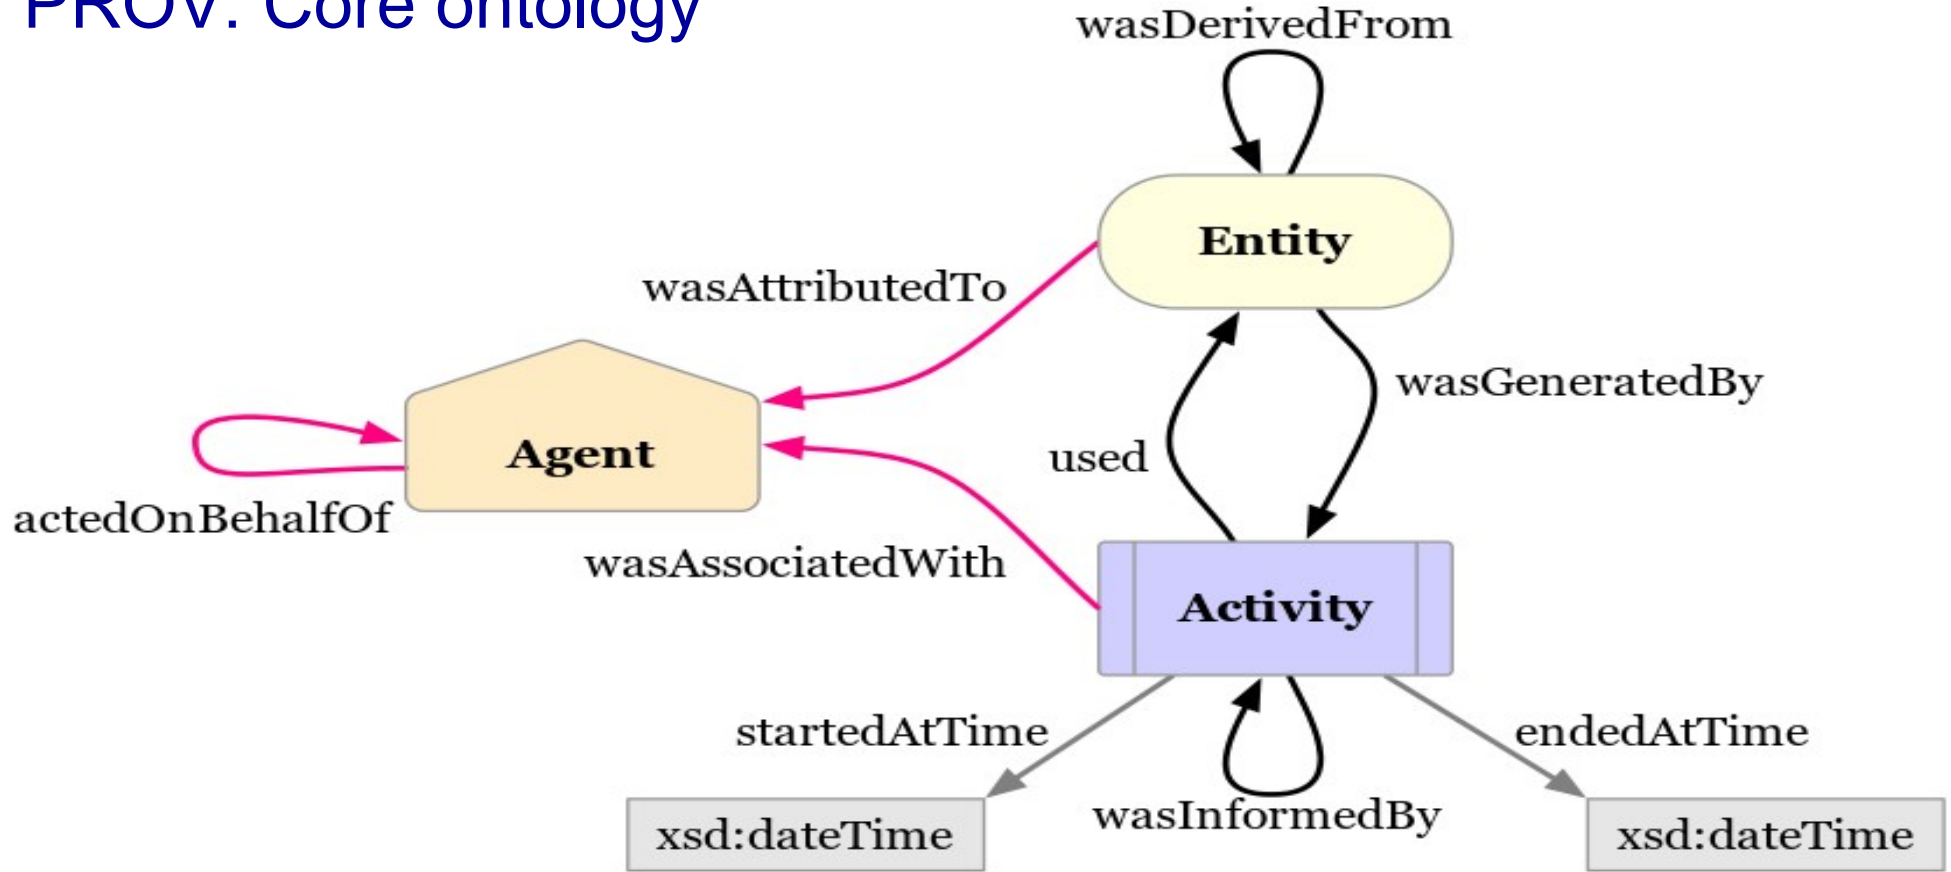 PROV: Core ontology
wasDerivedFrom
Entity
wasAttributedTo
wasGeneratedBy
used
Agent
actedOnBehalfOf
wasAssociatedWith
Activity
startedAtTime
endedAtTime
wasInformedBy
xsd:dateTime
xsd:dateTime